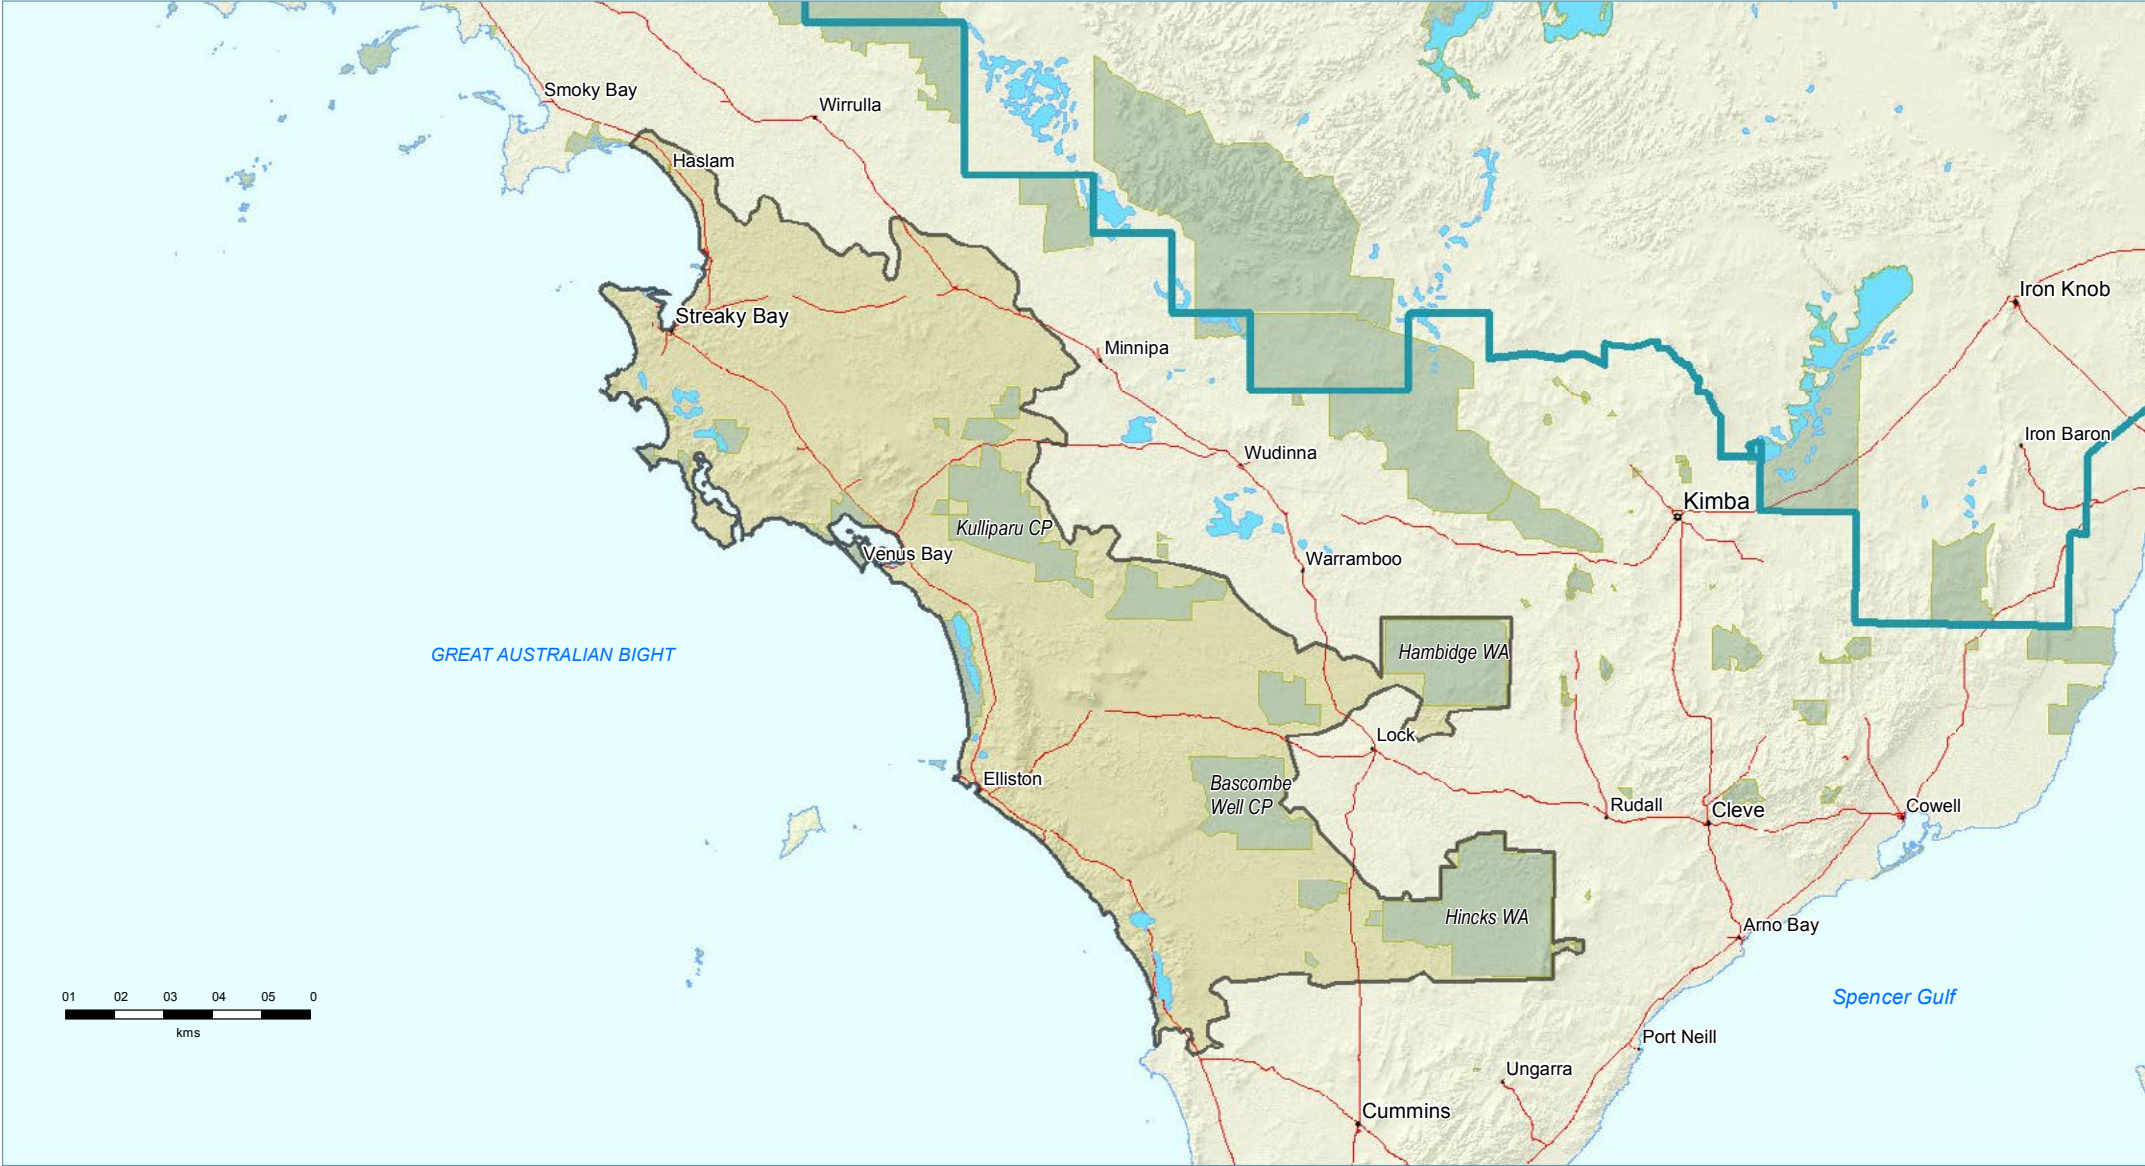 Smoky Bay
Wirrulla
Haslam
Iron Knob
Streaky Bay
Minnipa
Iron Baron
Wudinna
Kimba
Kulliparu CP
Venus Bay
Warramboo
GREAT AUSTRALIAN BIGHT
Hambidge WA
Lock
Elliston
Bascombe
Well CP
Rudall
Cleve
Cowell
Hincks WA
Arno Bay
01 02 03 04 05 0
kms
Spencer Gulf
Port Neill
Ungarra
Cummins